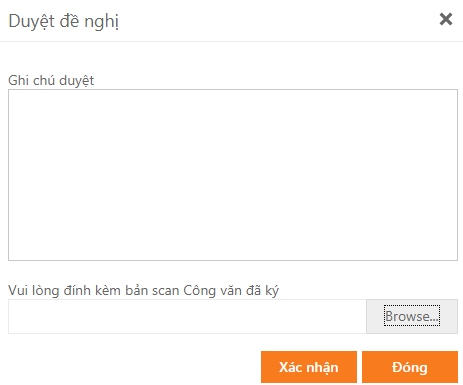 Duyệt đề nghị
Ghi chú duyệt
Vui lòng đính kèm bản scan Công văn đã ký
Browse...
Xác nhận Đóng